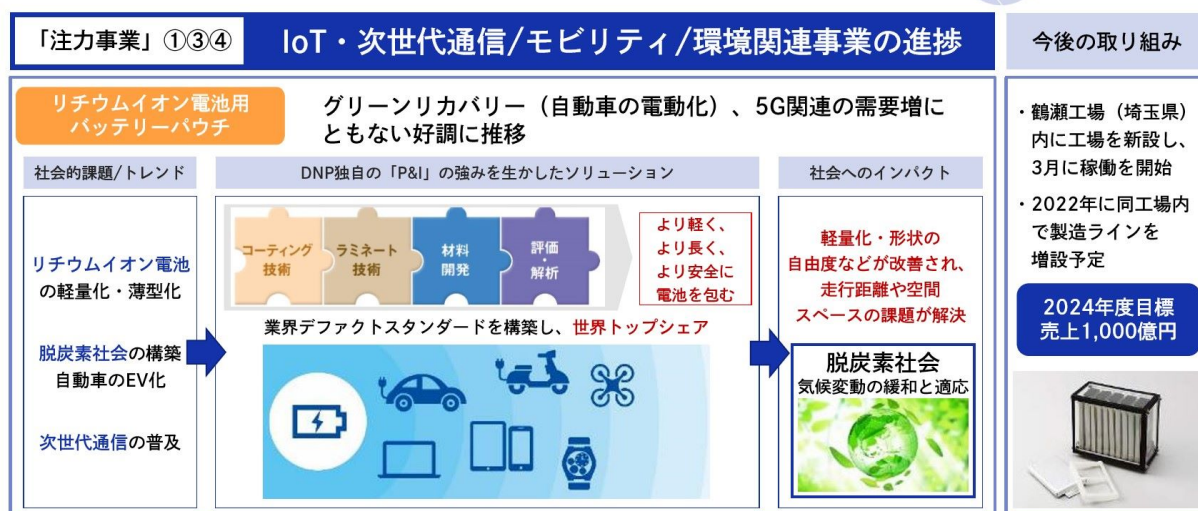 「注力事業」①③④
IoT・次世代通信/モビリティ/環境関連事業の進捗
リチウムイオン電池用
バッテリーパウチ
グリーンリカバリー（自動車の電動化）、5G関連の需要増に
ともない好調に推移
社会的課題/トレンド
リチウムイオン電池
の軽量化・薄型化
脱炭素社会の構築
自動車のEV化
次世代通信の普及
DNP独自の「P&I」の強みを生かしたソリューション
コーティング
技術
ラミネート
技術
材料
開発
評価
・
解析
より軽く、
より長く、
より安全に
電池を包む
業界デファクトスタンダードを構築し、世界トップシェア
社会へのインパクト
軽量化・形状の
自由度などが改善され、
走行距離や空間
スペースの課題が解決
脱炭素社会
気候変動の緩和と適応
今後の取り組み
・鶴瀬工場（埼玉県）
内に工場を新設し、
3月に稼働を開始
・2022年に同工場内
で製造ラインを
増設予定
2024年度目標
売上1,000億円